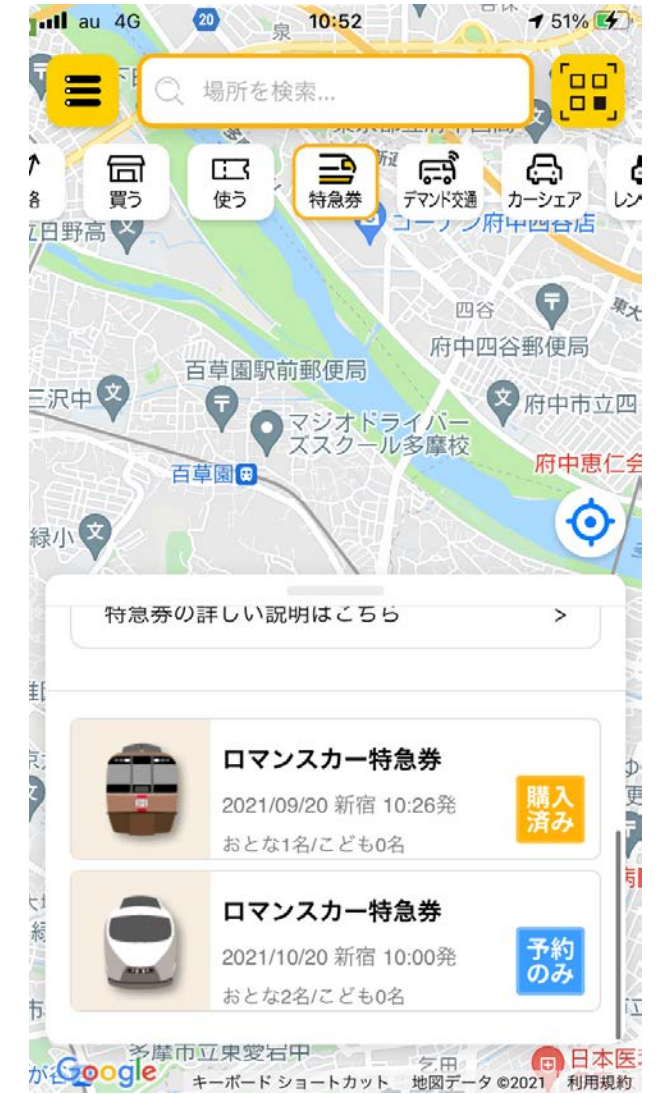 au 4G
20
10:52
51%
泉
場所を検索...
買う
使う
特急券
デマンド交通
カーシェア
立日野高
コーナン府中四谷店
四谷
東大
府中四谷郵便局
百草園駅前郵便局
三沢中
マジオドライバー
ズスクール多摩校
府中市立四
百草園
府中恵仁会
緑小
特急券の詳しい説明はこちら >
ロマンスカー特急券
2021/09/20 新宿 10:26発
おとな1名/こども0名
購入
済み
ロマンスカー特急券
2021/10/20 新宿 10:00発
おとな2名/こども0名
予約
のみ
多摩市立東愛宕中
乞田
日本医
Google
キーボード ショートカット
地図データ ©2021
利用規約